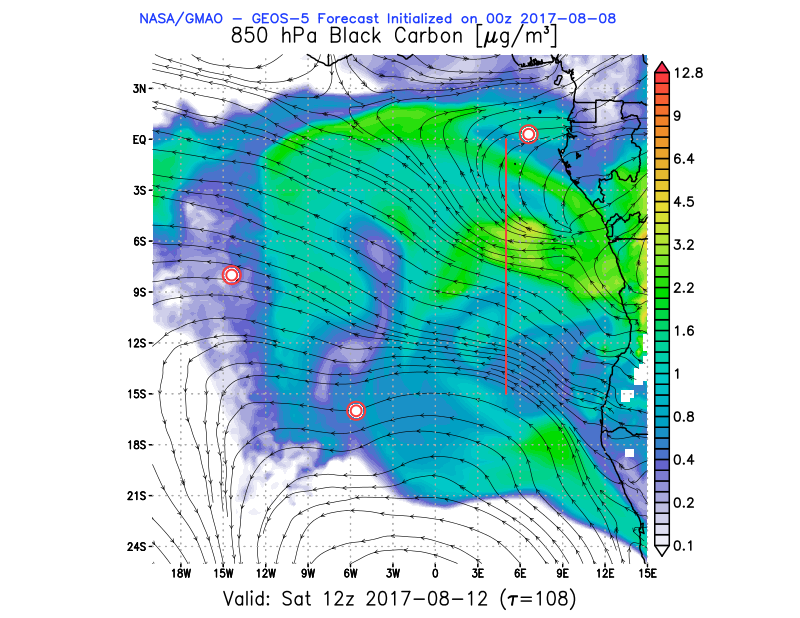 NASA/GMAO – GEOS-5 Forecast Initialized on 00z 2017-08-08
850 hPa Black Carbon [μg/m³]
3N
EQ
3S
6S
9S
12S
15S
18S
21S
24S
18W 15W 12W 9W 6W 3W 0 3E 6E 9E 12E 15E
12.8
9
6.4
4.5
3.2
2.2
1.6
1
0.8
0.4
0.2
0.1
Valid: Sat 12z 2017-08-12 (τ=108)